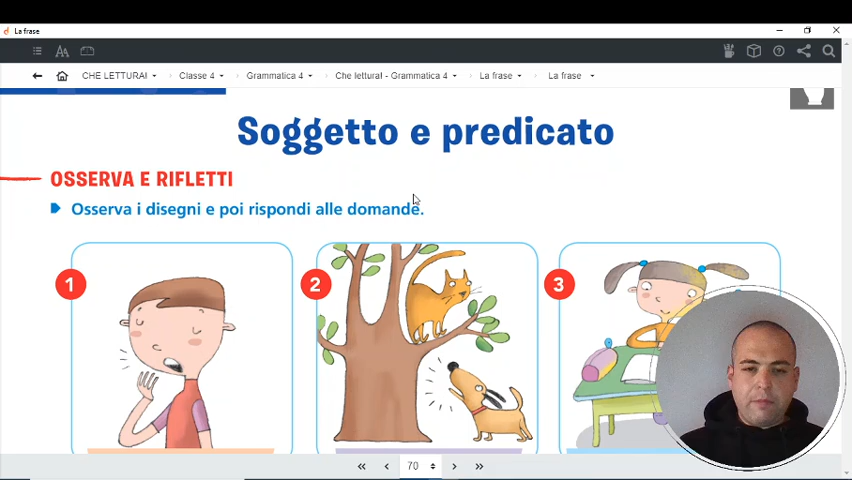 La frase
CHE LETTURA! Classe 4 Grammatica 4 Che lettura! - Grammatica 4 La frase La frase
Soggetto e predicato
OSSERVA E RIFLETTI
Osserva i disegni e poi rispondi alle domande.
1 2 3
70